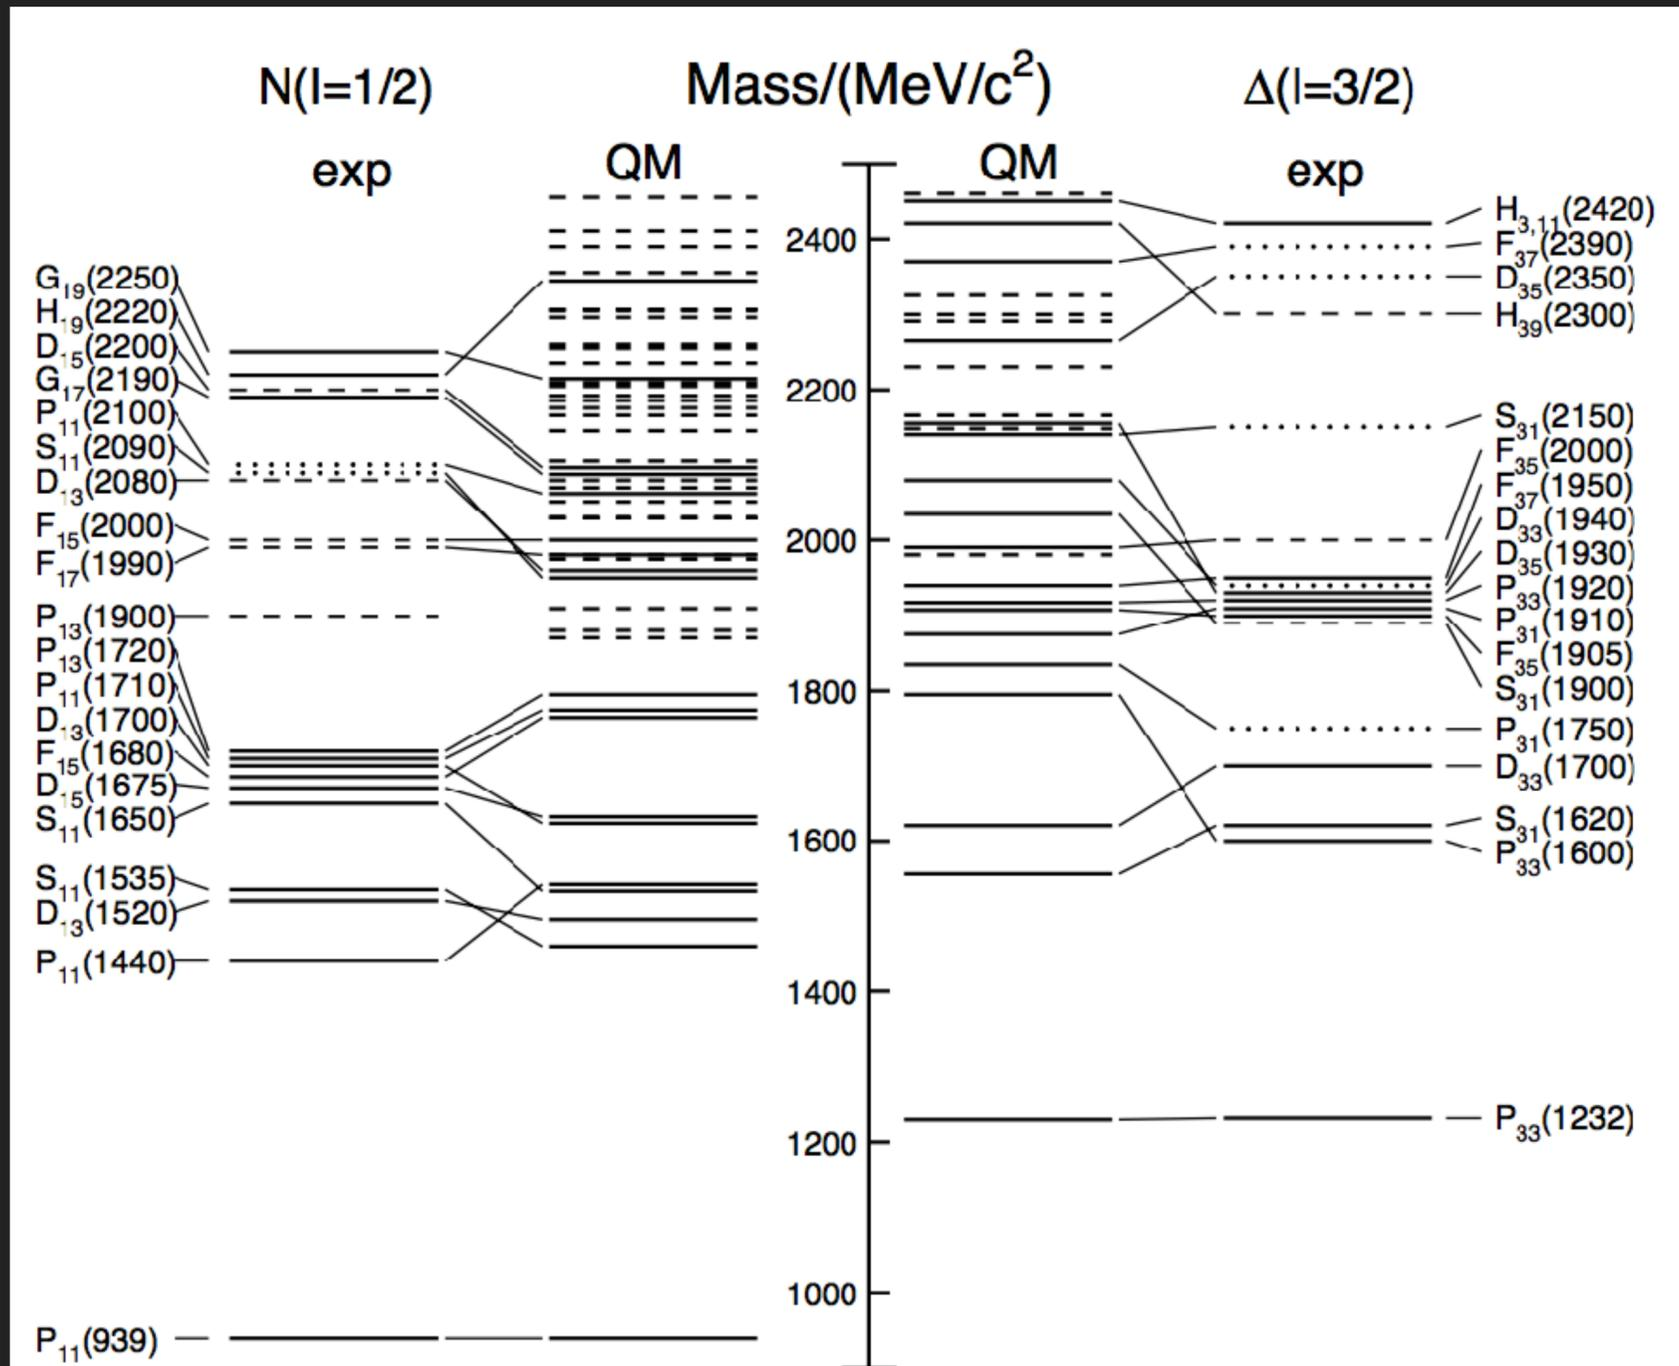 N(I=1/2)
Mass/(MeV/c²)
Δ(I=3/2)
exp
QM
QM
exp
G₁₉(2250)
H₁₉(2220)
D₁₅(2200)
G₁₇(2190)
P₁₁(2100)
S₁₁(2090)
D₁₃(2080)
F₁₅(2000)
F₁₇(1990)
P₁₃(1900)
P₁₃(1720)
P₁₁(1710)
D₁₃(1700)
F₁₅(1680)
D₁₅(1675)
S₁₁(1650)
S₁₁(1535)
D₁₃(1520)
P₁₁(1440)
P₁₁(939)
2400
2200
2000
1800
1600
1400
1200
1000
H₃,₁₁(2420)
F₃₇(2390)
D₃₅(2350)
H₃₉(2300)
S₃₁(2150)
F₃₅(2000)
F₃₇(1950)
D₃₃(1940)
D₃₅(1930)
P₃₃(1920)
P₃₁(1910)
F₃₅(1905)
S₃₁(1900)
P₃₁(1750)
D₃₃(1700)
S₃₁(1620)
P₃₃(1600)
P₃₃(1232)